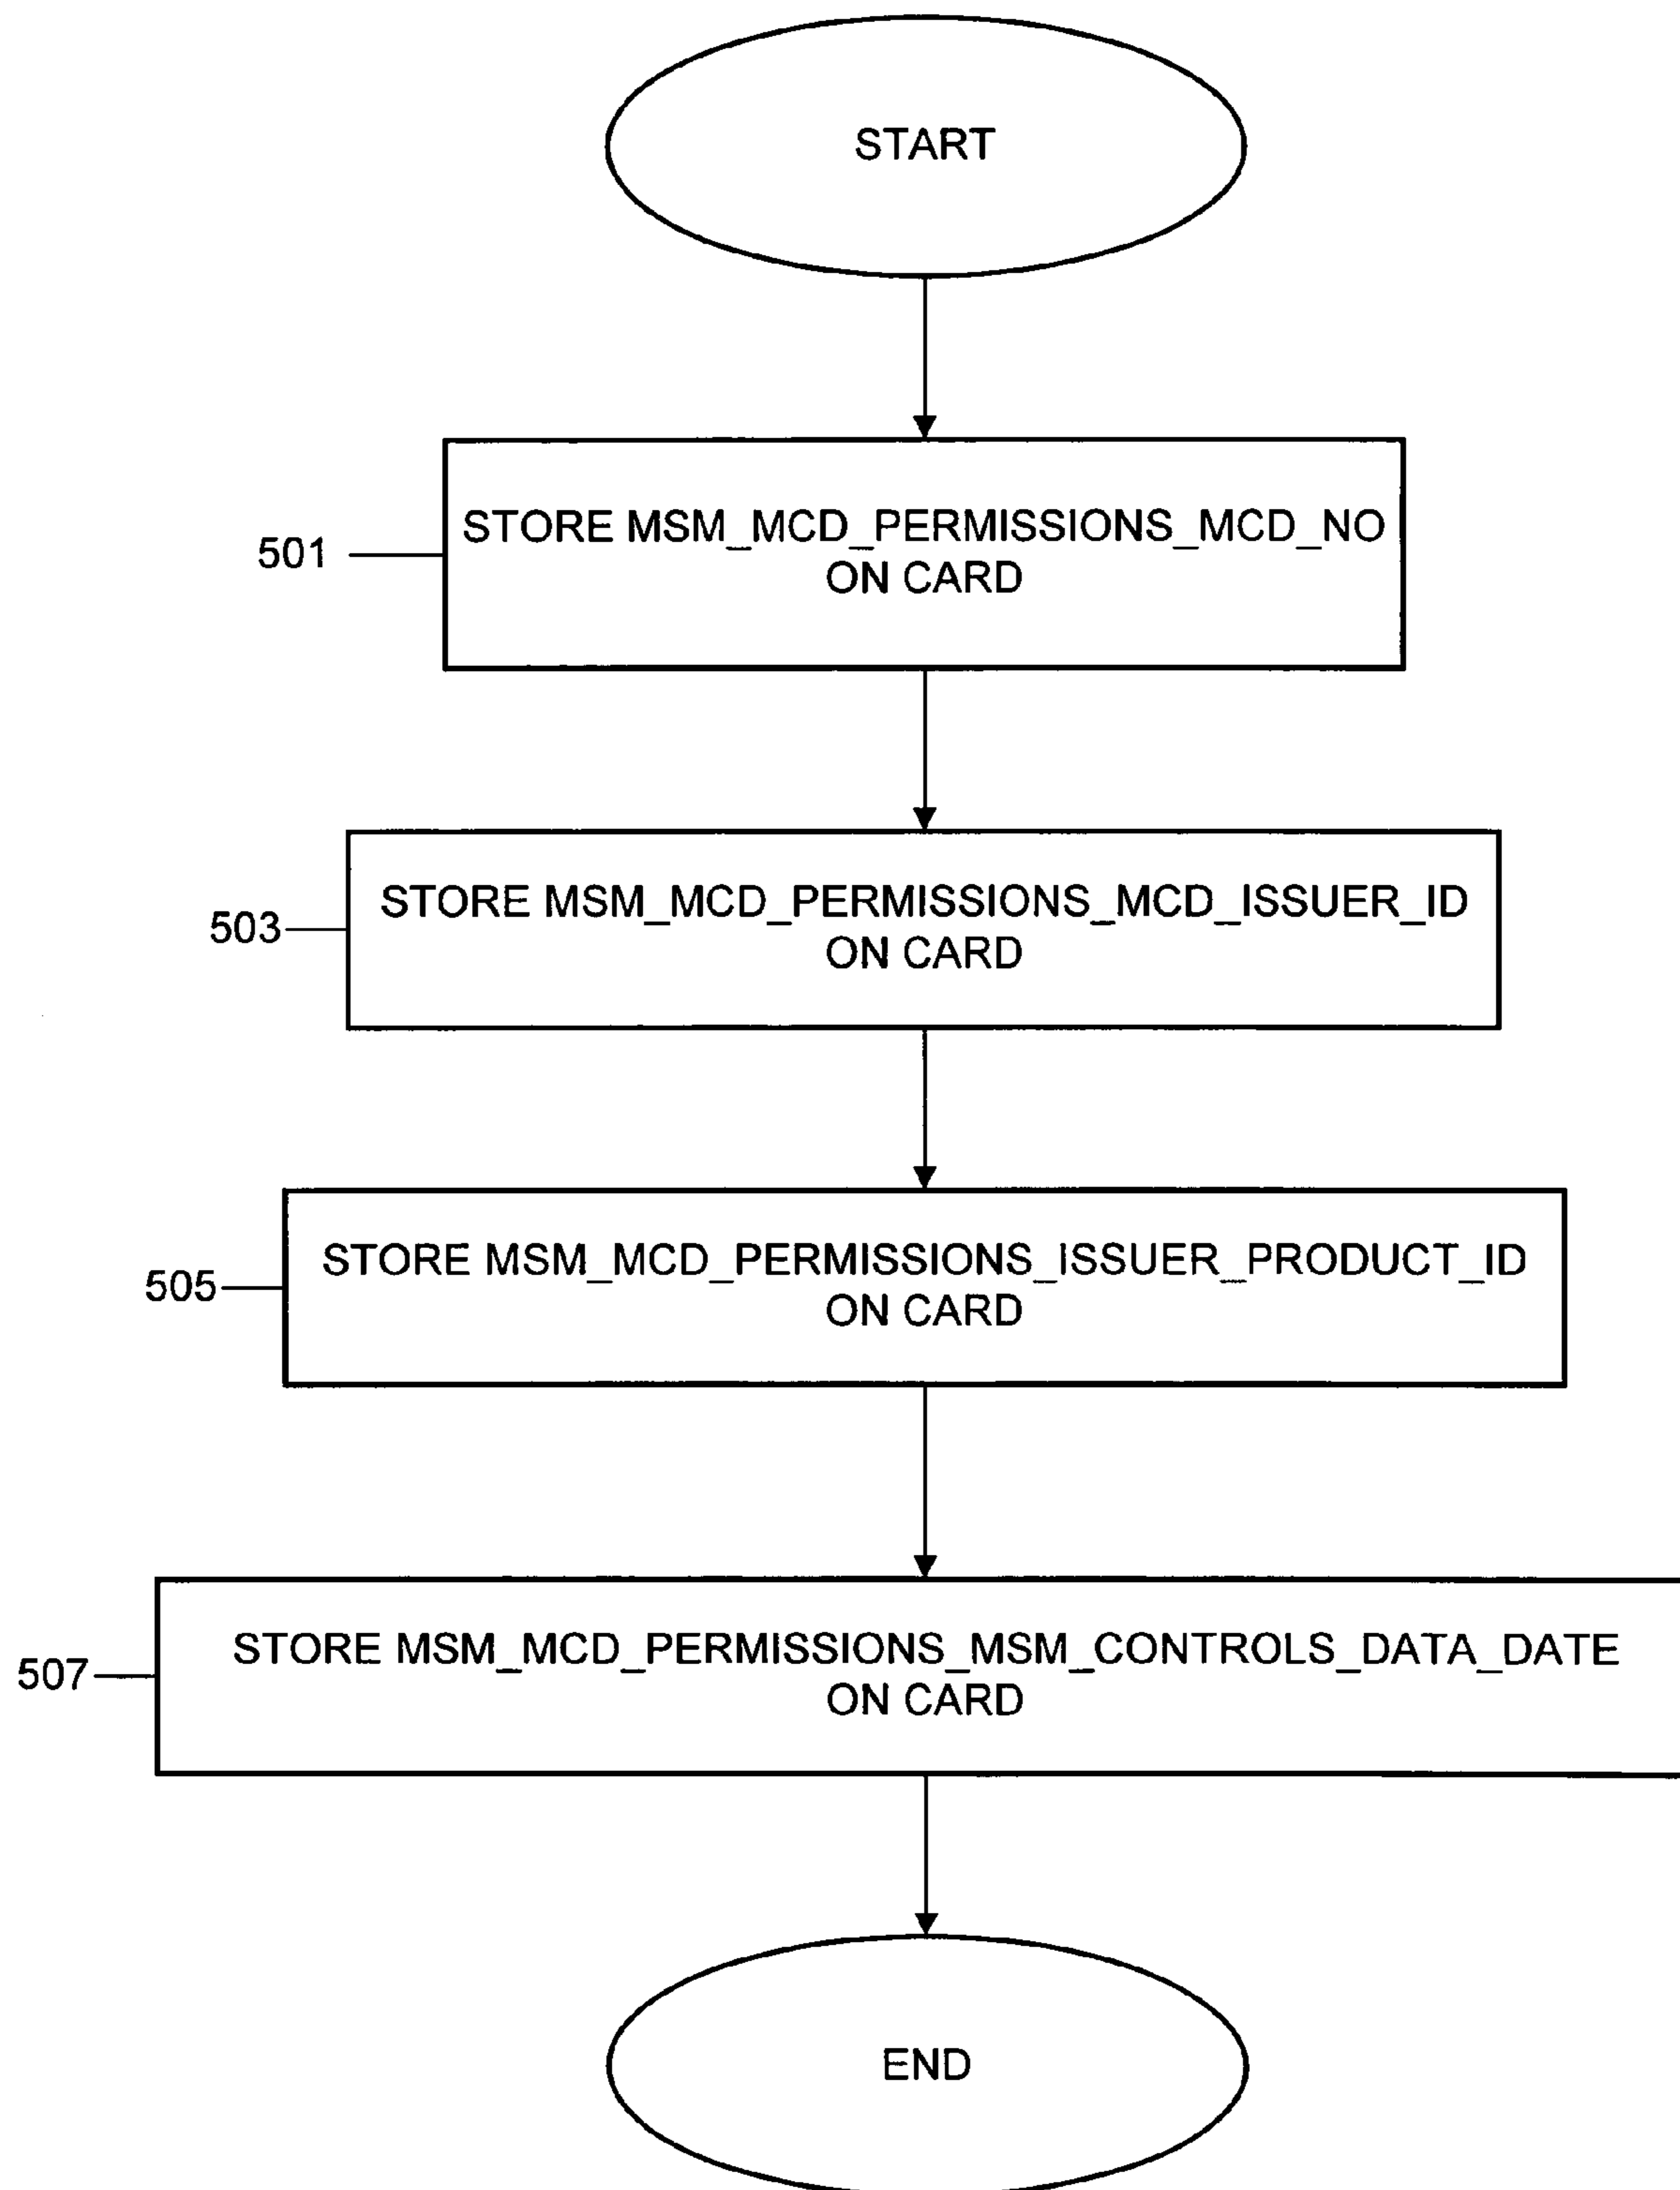 START
501
STORE MSM_MCD_PERMISSIONS_MCD_NO
ON CARD
503
STORE MSM_MCD_PERMISSIONS_MCD_ISSUER_ID
ON CARD
505
STORE MSM_MCD_PERMISSIONS_ISSUER_PRODUCT_ID
ON CARD
507
STORE MSM_MCD_PERMISSIONS_MSM_CONTROLS_DATA_DATE
ON CARD
END